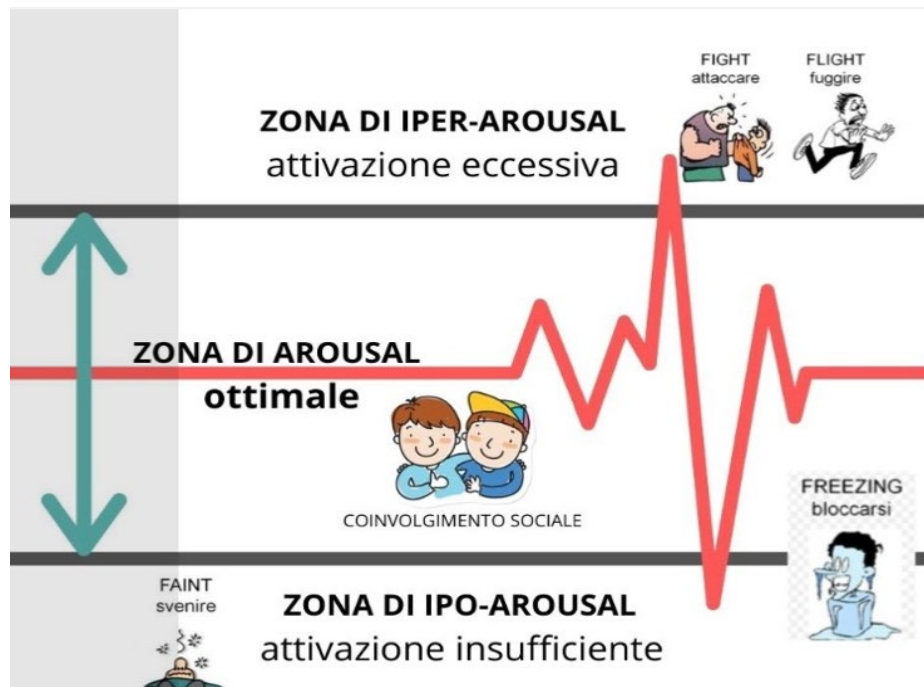 FIGHT
attaccare
FLIGHT
fuggire
ZONA DI IPER-AROUSAL
attivazione eccessiva
ZONA DI AROUSAL
ottimale
COINVOLGIMENTO SOCIALE
FREEZING
bloccarsi
FAINT
svenire
ZONA DI IPO-AROUSAL
attivazione insufficiente